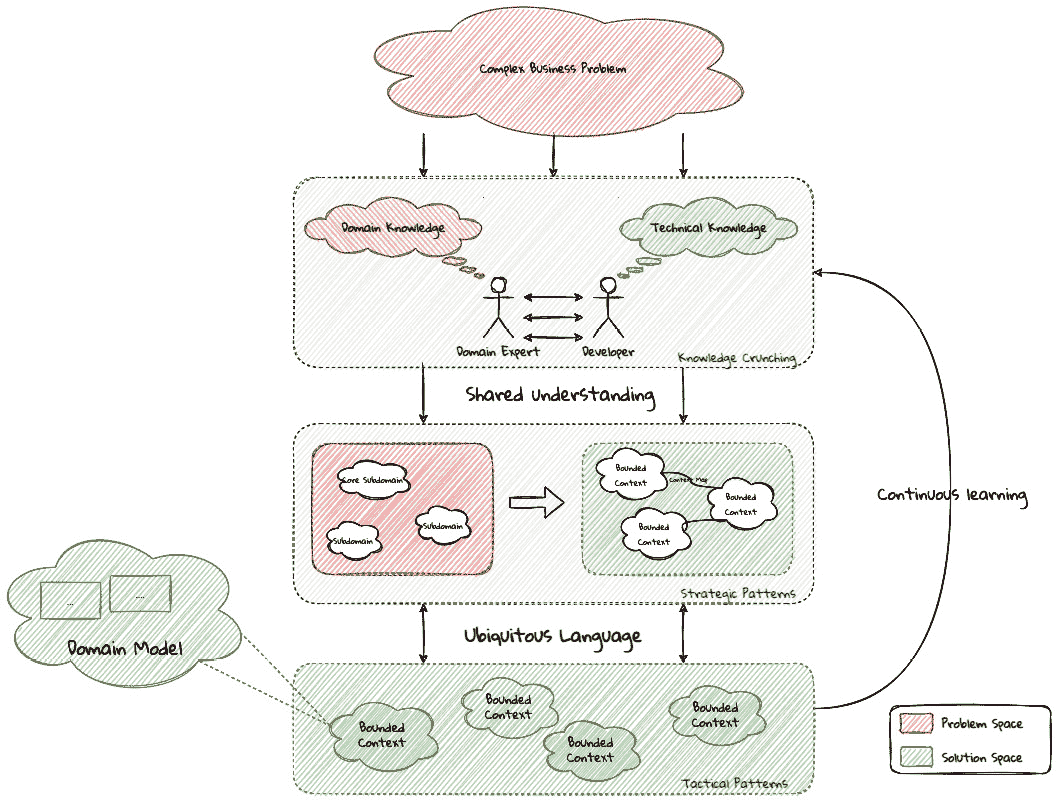 Complex Business Problem
Domain Knowledge
Technical Knowledge
Domain Expert
Developer
Knowledge Crunching
Shared understanding
Core Subdomain
Subdomain
Subdomain
Bounded
Context
Context Map
Bounded
Context
Bounded
Context
Strategic Patterns
Continuous learning
Ubiquitous Language
...
....
Domain Model
Bounded
Context
Bounded
Context
Bounded
Context
Bounded
Context
Tactical Patterns
Problem Space
Solution Space